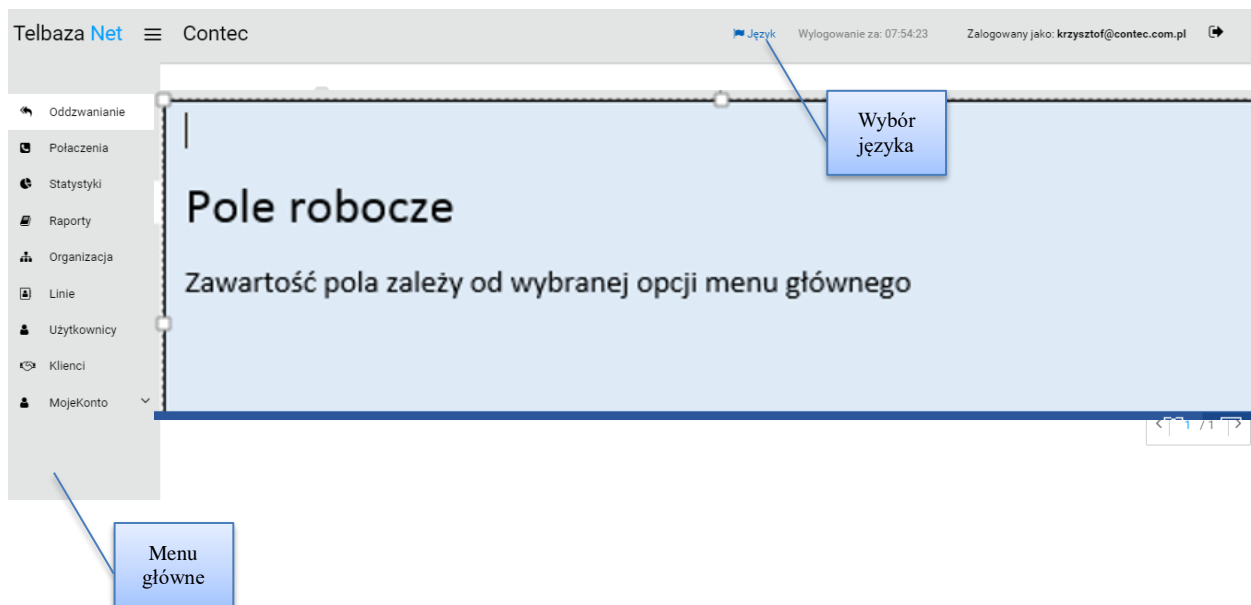 Telbaza Net Contec Język Wylogowanie za: 07:54:23 Zalogowany jako: krzysztof@contec.com.pl
Oddzwanianie
Połaczenia
Statystyki
Raporty
Organizacja
Linie
Użytkownicy
Klienci
MojeKonto
Pole robocze
Zawartość pola zależy od wybranej opcji menu głównego
Wybór
języka
1 / 1
Menu
główne